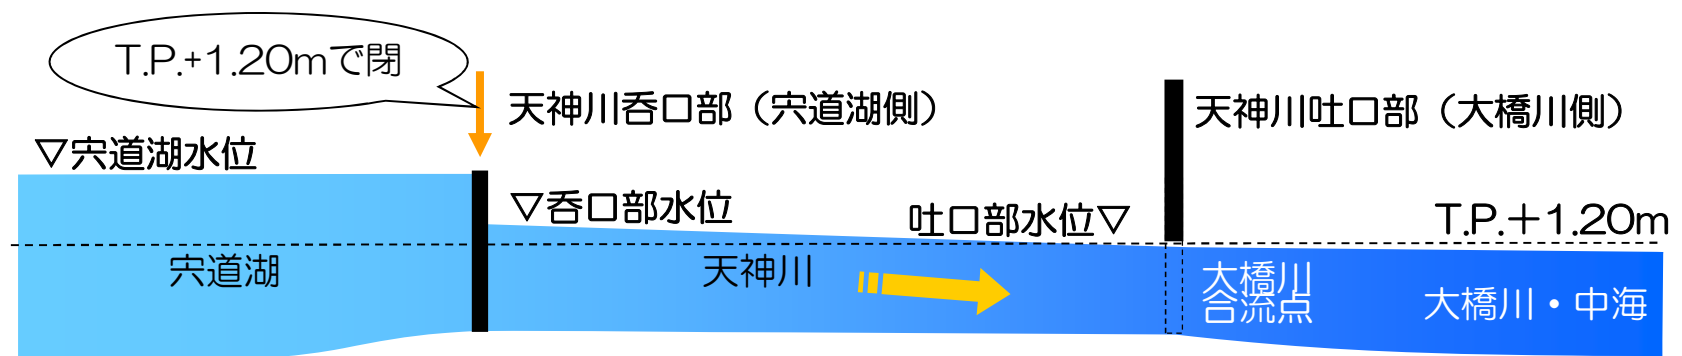 T.P.+1.20mで閉
天神川呑口部（宍道湖側）
天神川吐口部（大橋川側）
▽宍道湖水位
▽呑口部水位
吐口部水位▽
T.P.＋1.20m
宍道湖
天神川
大橋川
合流点
大橋川・中海